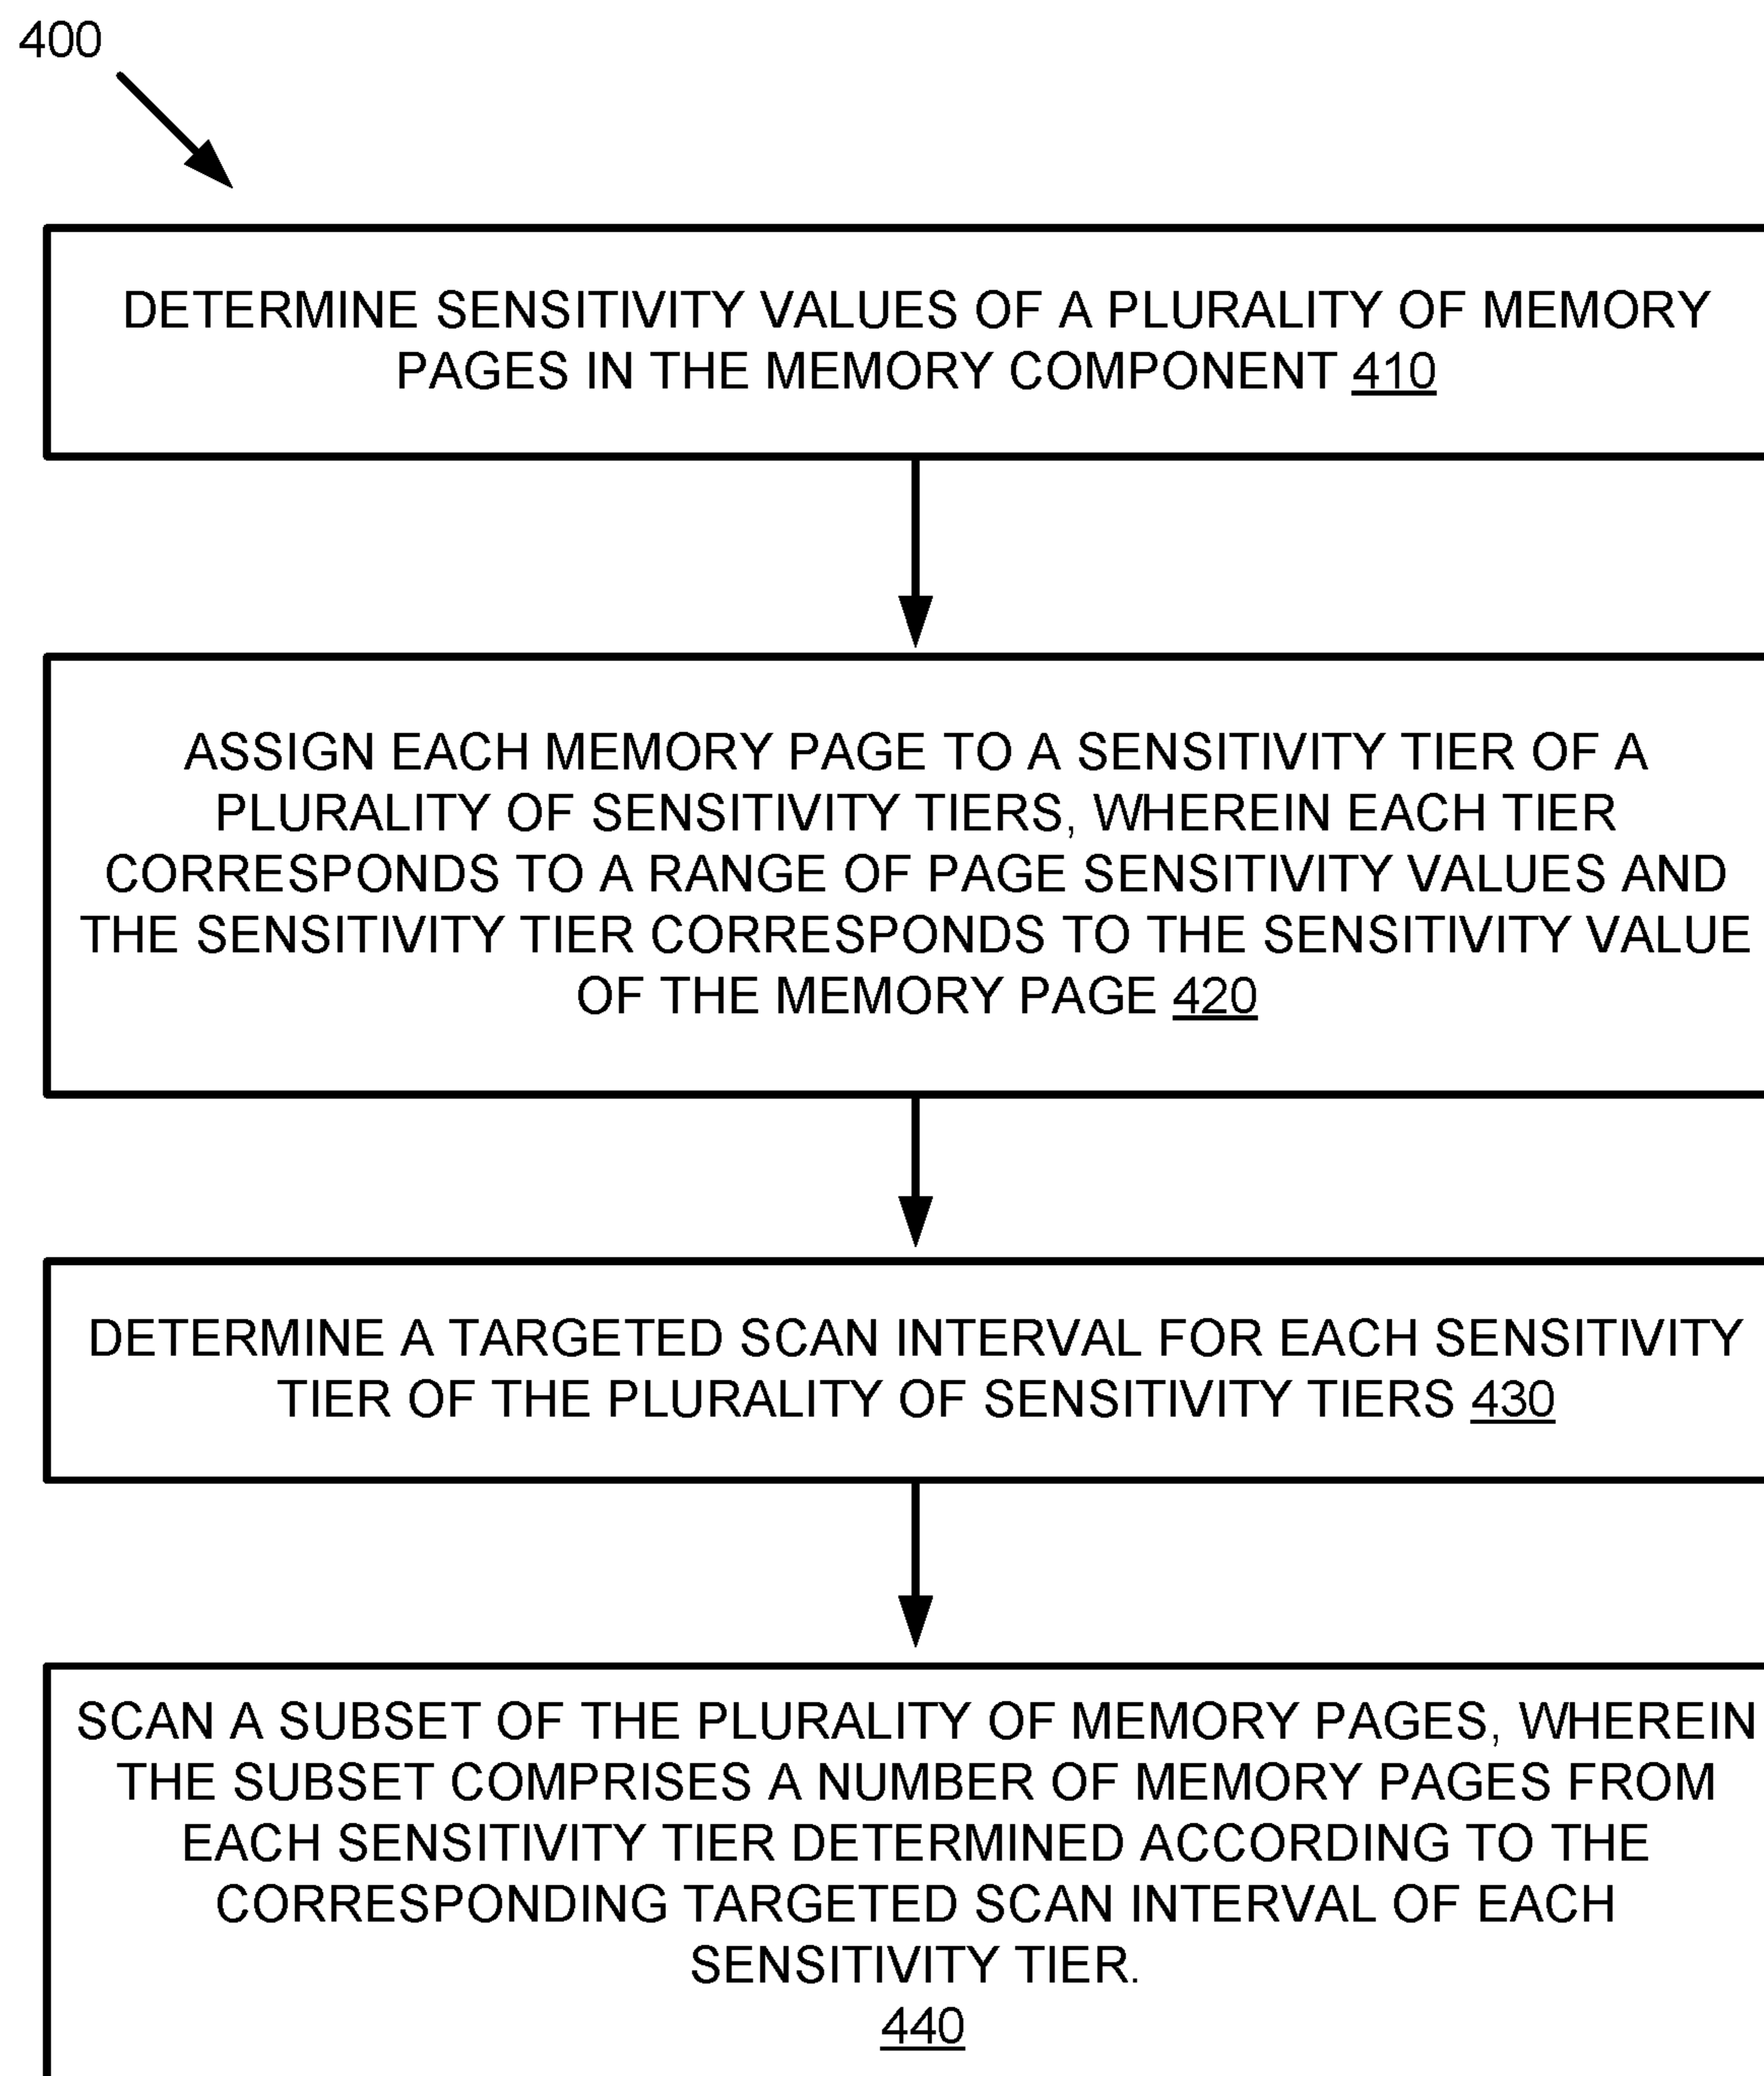 400
DETERMINE SENSITIVITY VALUES OF A PLURALITY OF MEMORY
PAGES IN THE MEMORY COMPONENT 410
ASSIGN EACH MEMORY PAGE TO A SENSITIVITY TIER OF A
PLURALITY OF SENSITIVITY TIERS, WHEREIN EACH TIER
CORRESPONDS TO A RANGE OF PAGE SENSITIVITY VALUES AND
THE SENSITIVITY TIER CORRESPONDS TO THE SENSITIVITY VALUE
OF THE MEMORY PAGE 420
DETERMINE A TARGETED SCAN INTERVAL FOR EACH SENSITIVITY
TIER OF THE PLURALITY OF SENSITIVITY TIERS 430
SCAN A SUBSET OF THE PLURALITY OF MEMORY PAGES, WHEREIN
THE SUBSET COMPRISES A NUMBER OF MEMORY PAGES FROM
EACH SENSITIVITY TIER DETERMINED ACCORDING TO THE
CORRESPONDING TARGETED SCAN INTERVAL OF EACH
SENSITIVITY TIER.
440